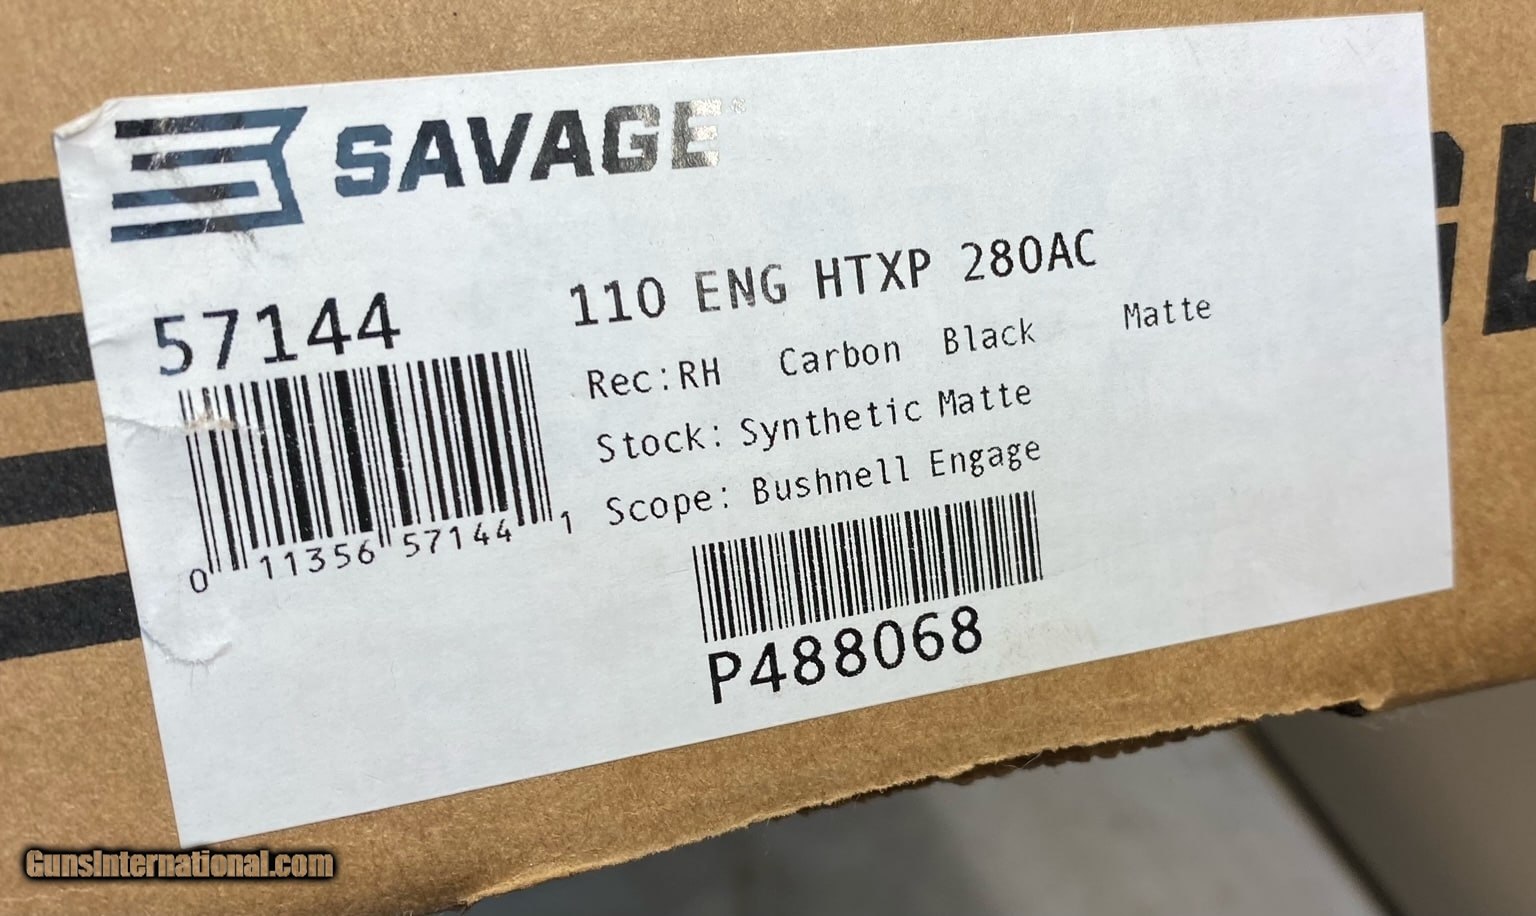 SAVAGE®
57144
110 ENG HTXP 280AC
Rec:RH Carbon Black Matte
Stock: Synthetic Matte
Scope: Bushnell Engage
0 11356 57144 1
P488068
GE
GunsInternational.com